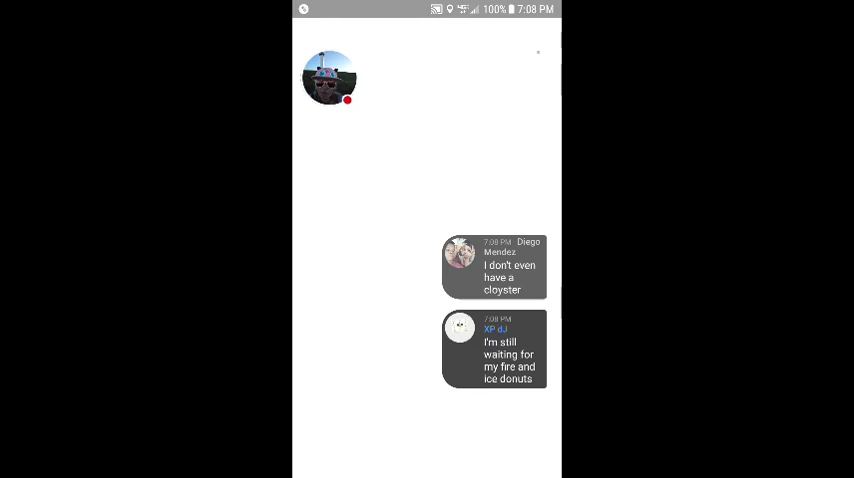 100% 7:08 PM
7:08 PM Diego
Mendez
I don't even
have a
cloyster
7:08 PM
XP dJ
I'm still
waiting for
my fire and
ice donuts